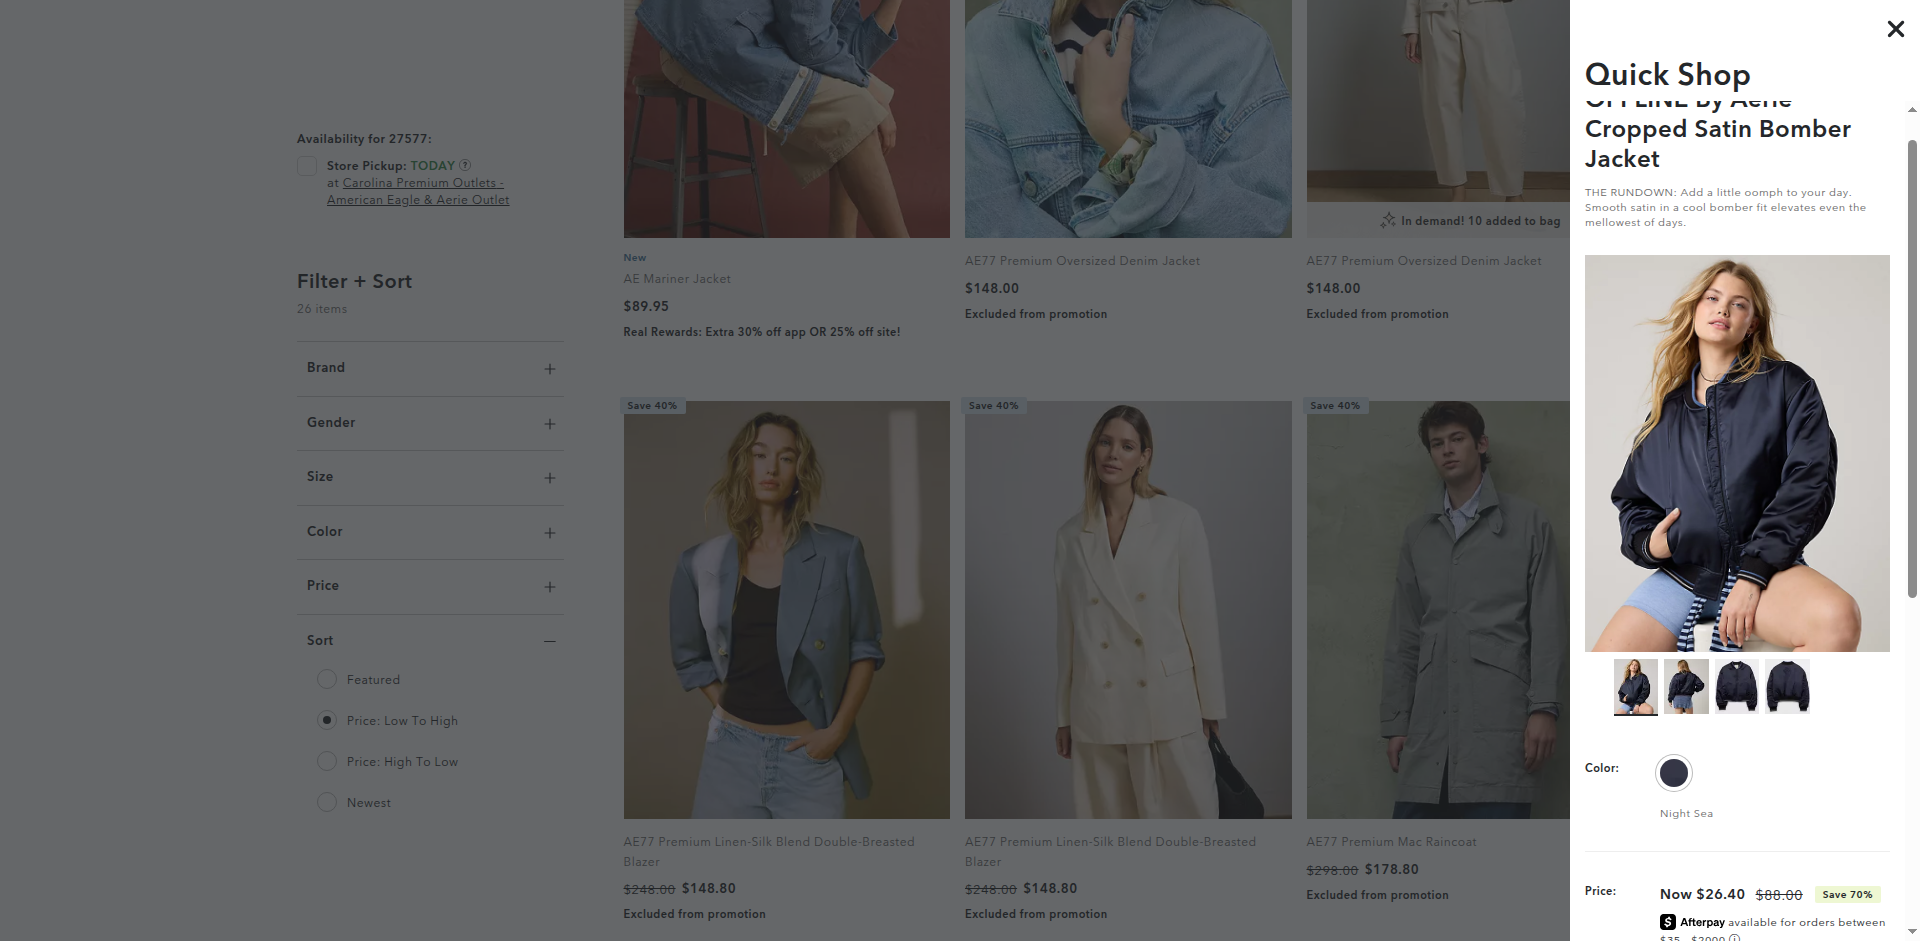 Availability for 27577:
Store Pickup: TODAY
at Carolina Premium Outlets -
American Eagle & Aerie Outlet
Filter + Sort
26 items
Brand
Gender
Size
Color
Price
Sort
Featured
Price: Low To High
Price: High To Low
Newest
New
AE Mariner Jacket
$89.95
Real Rewards: Extra 30% off app OR 25% off site!
AE77 Premium Oversized Denim Jacket
$148.00
Excluded from promotion
In demand! 10 added to bag
AE77 Premium Oversized Denim Jacket
$148.00
Excluded from promotion
Save 40%
AE77 Premium Linen-Silk Blend Double-Breasted
Blazer
$248.00 $148.80
Excluded from promotion
Save 40%
AE77 Premium Linen-Silk Blend Double-Breasted
Blazer
$248.00 $148.80
Excluded from promotion
Save 40%
AE77 Premium Mac Raincoat
$298.00 $178.80
Excluded from promotion
Quick Shop
OFFLINE By Aerie
Cropped Satin Bomber
Jacket
THE RUNDOWN: Add a little oomph to your day.
Smooth satin in a cool bomber fit elevates even the
mellowest of days.
Color:
Night Sea
Price:
Now $26.40 $88.00 Save 70%
Afterpay available for orders between
$35 - $2000